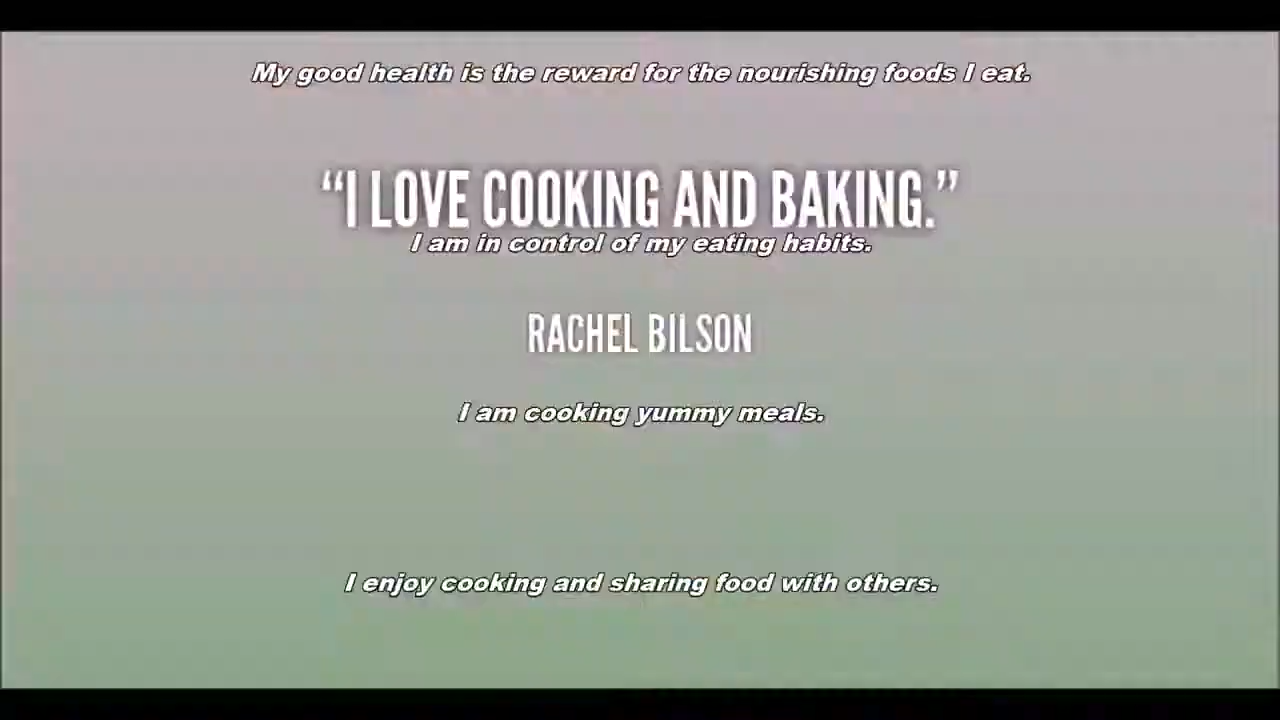 My good health is the reward for the nourishing foods I eat.
“I LOVE COOKING AND BAKING.”
I am in control of my eating habits.
RACHEL BILSON
I am cooking yummy meals.
I enjoy cooking and sharing food with others.